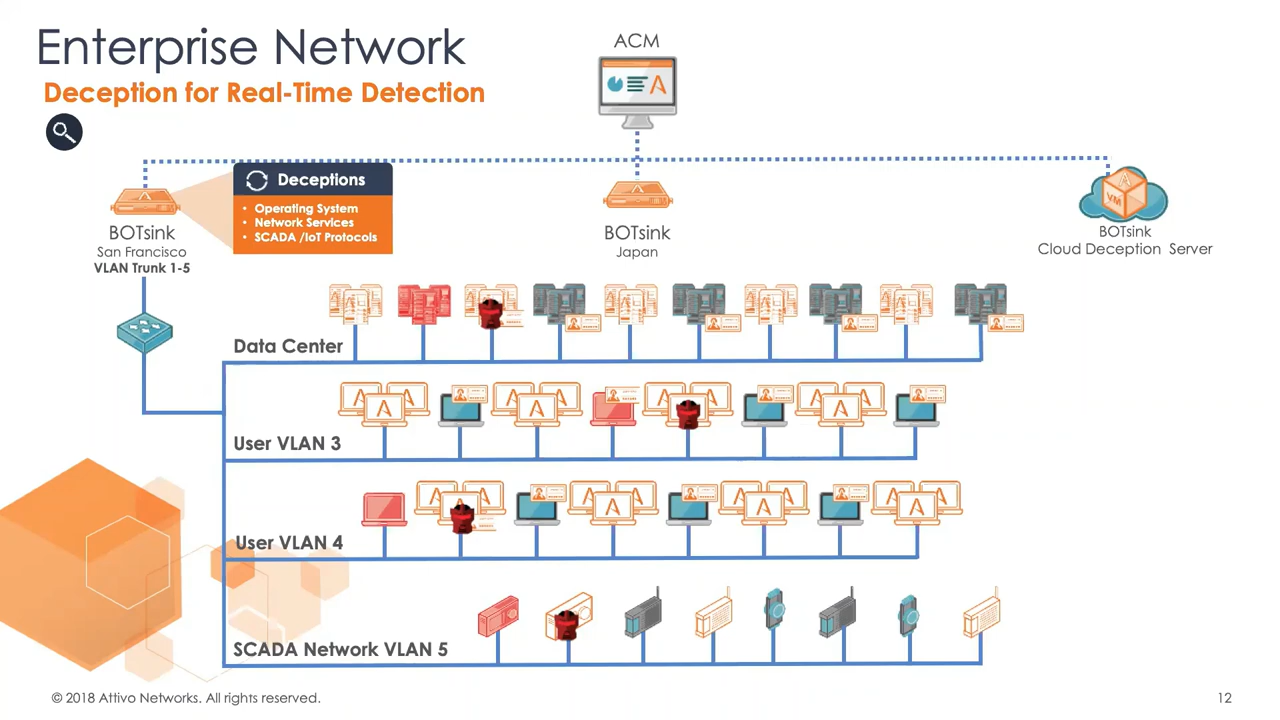 Enterprise Network
Deception for Real-Time Detection
ACM
A
Deceptions
• Operating System
• Network Services
• SCADA /IoT Protocols
BOTsink
San Francisco
VLAN Trunk 1-5
BOTsink
Japan
A
VM
BOTsink
Cloud Deception Server
Data Center
User VLAN 3
User VLAN 4
SCADA Network VLAN 5
© 2018 Attivo Networks. All rights reserved.
12